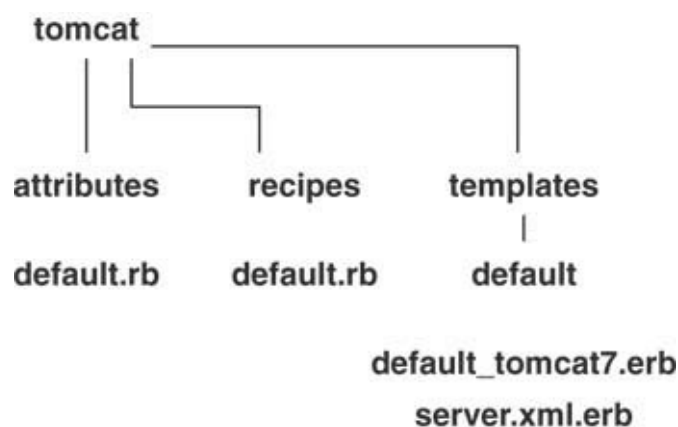 tomcat
attributes recipes templates
default.rb default.rb default
default_tomcat7.erb
server.xml.erb